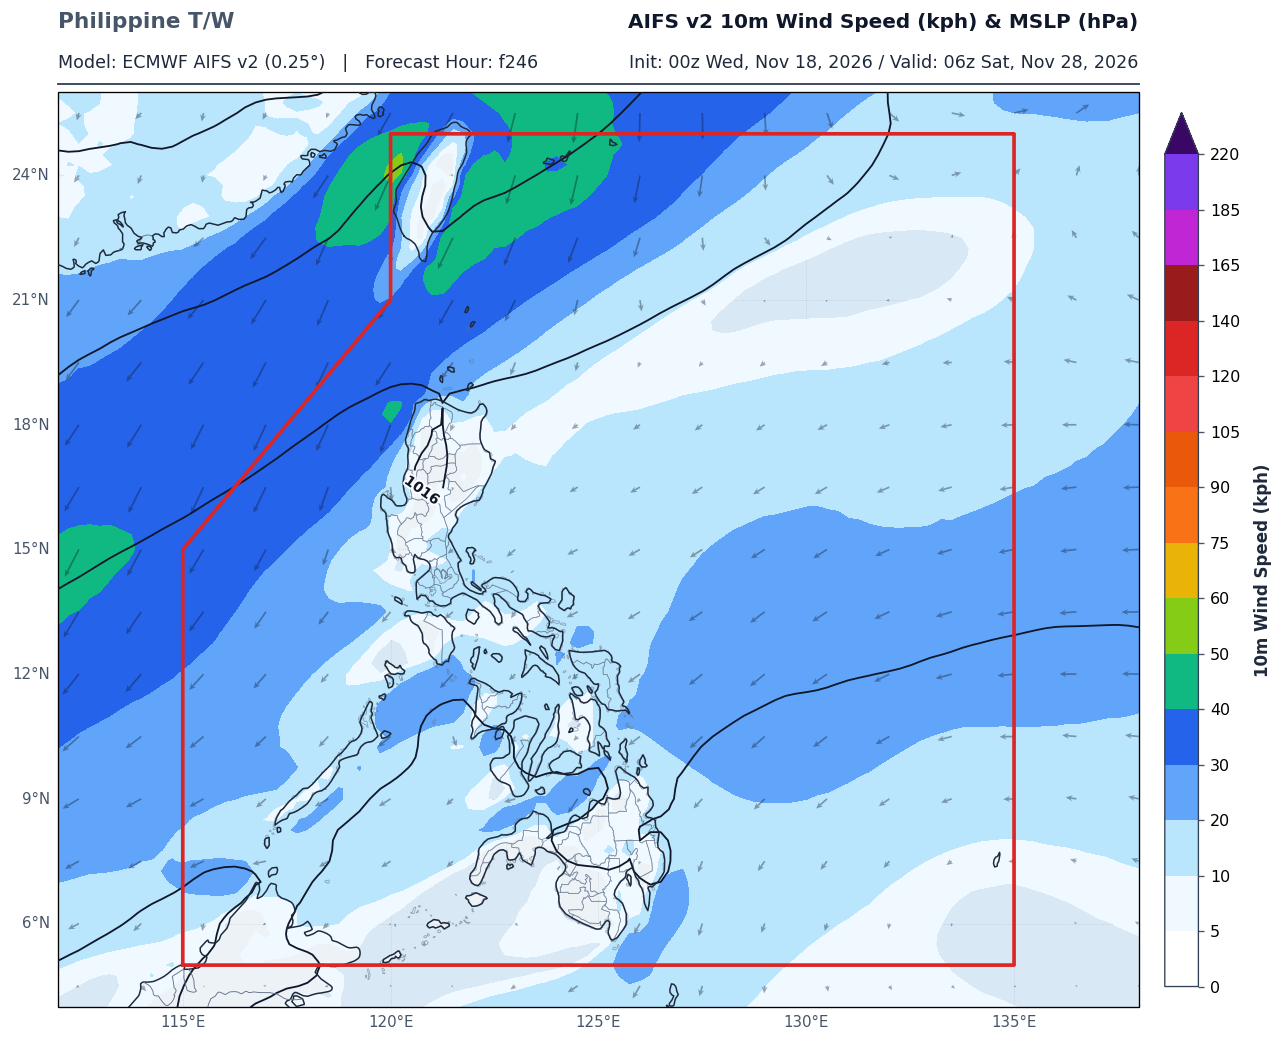 Philippine T/W
AIFS v2 10m Wind Speed (kph) & MSLP (hPa)
Model: ECMWF AIFS v2 (0.25°) | Forecast Hour: f246
Init: 00z Wed, Nov 18, 2026 / Valid: 06z Sat, Nov 28, 2026
24°N
21°N
18°N
15°N
12°N
9°N
6°N
1016
115°E
120°E
125°E
130°E
135°E
220
185
165
140
120
105
90
75
60
50
40
30
20
10
5
0
10m Wind Speed (kph)